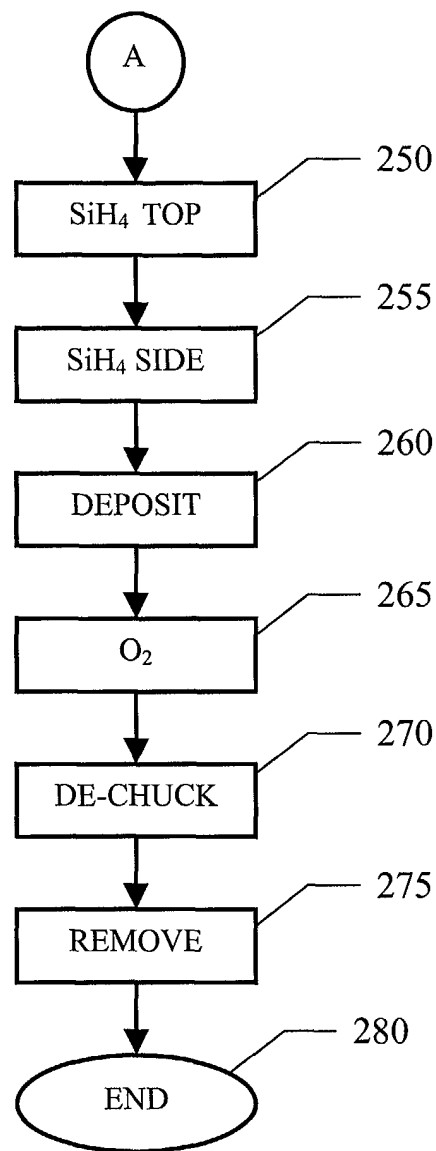 A
250
SiH₄ TOP
255
SiH₄ SIDE
260
DEPOSIT
265
O₂
270
DE-CHUCK
275
REMOVE
280
END